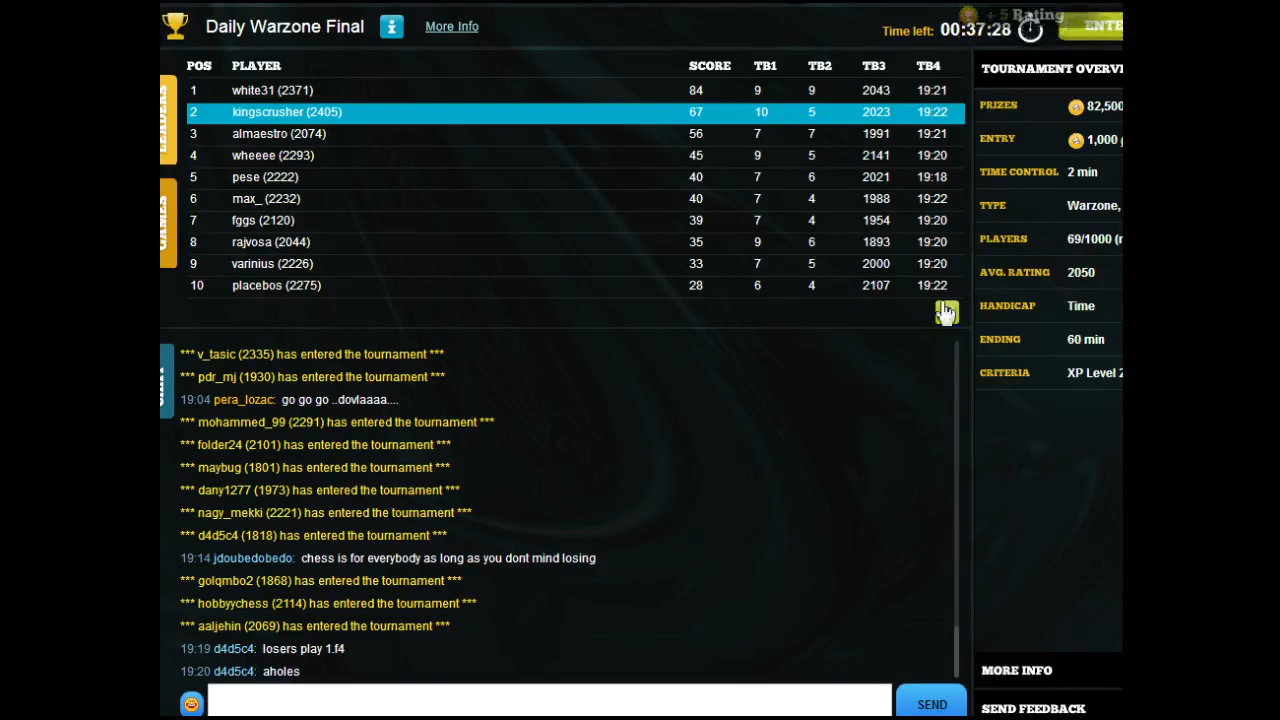 Daily Warzone Final i More Info
+ 5 Rating
Time left: 00:37:28
ENTE
POS PLAYER SCORE TB1 TB2 TB3 TB4
1 white31 (2371) 84 9 9 2043 19:21
2 kingscrusher (2405) 67 10 5 2023 19:22
3 almaestro (2074) 56 7 7 1991 19:21
4 wheeee (2293) 45 9 5 2141 19:20
5 pese (2222) 40 7 6 2021 19:18
6 max_ (2232) 40 7 4 1988 19:22
7 fggs (2120) 39 7 4 1954 19:20
8 rajvosa (2044) 35 9 6 1893 19:20
9 varinius (2226) 33 7 5 2000 19:20
10 placebos (2275) 28 6 4 2107 19:22
LEADERS
GAMES
*** v_tasic (2335) has entered the tournament ***
*** pdr_mj (1930) has entered the tournament ***
19:04 pera_lozac: go go go ..dovlaaaa....
*** mohammed_99 (2291) has entered the tournament ***
*** folder24 (2101) has entered the tournament ***
*** maybug (1801) has entered the tournament ***
*** dany1277 (1973) has entered the tournament ***
*** nagy_mekki (2221) has entered the tournament ***
*** d4d5c4 (1818) has entered the tournament ***
19:14 jdoubedobedo: chess is for everybody as long as you dont mind losing
*** golqmbo2 (1868) has entered the tournament ***
*** hobbyychess (2114) has entered the tournament ***
*** aaljehin (2069) has entered the tournament ***
19:19 d4d5c4: losers play 1.f4
19:20 d4d5c4: aholes
SEND
TOURNAMENT OVERV
PRIZES 82,500
ENTRY 1,000
TIME CONTROL 2 min
TYPE Warzone,
PLAYERS 69/1000
AVG. RATING 2050
HANDICAP Time
ENDING 60 min
CRITERIA XP Level 2
MORE INFO
SEND FEEDBACK